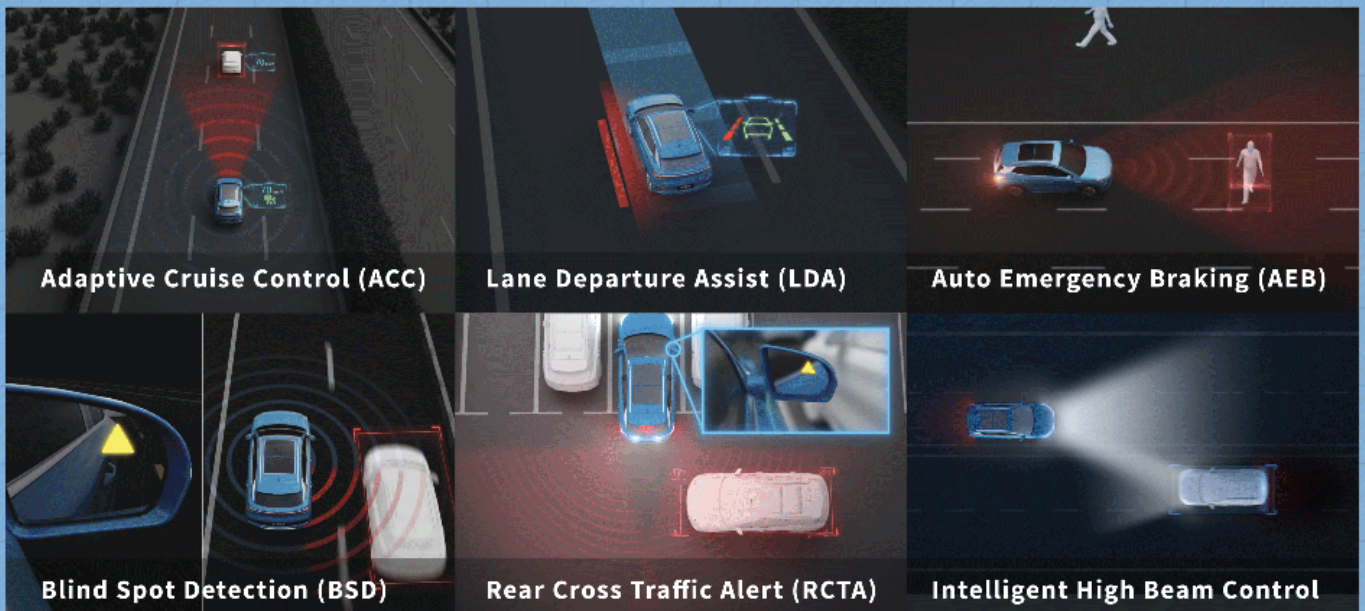 Adaptive Cruise Control (ACC)
Lane Departure Assist (LDA)
Auto Emergency Braking (AEB)
Blind Spot Detection (BSD)
Rear Cross Traffic Alert (RCTA)
Intelligent High Beam Control